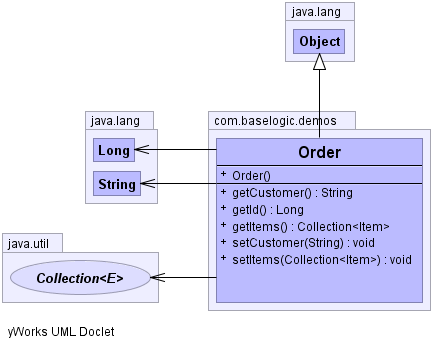 java.lang
Object
java.lang
Long
String
com.baselogic.demos
Order
+ Order()
+ getCustomer() : String
+ getId() : Long
+ getItems() : Collection<Item>
+ setCustomer(String) : void
+ setItems(Collection<Item>) : void
java.util
Collection<E>
yWorks UML Doclet